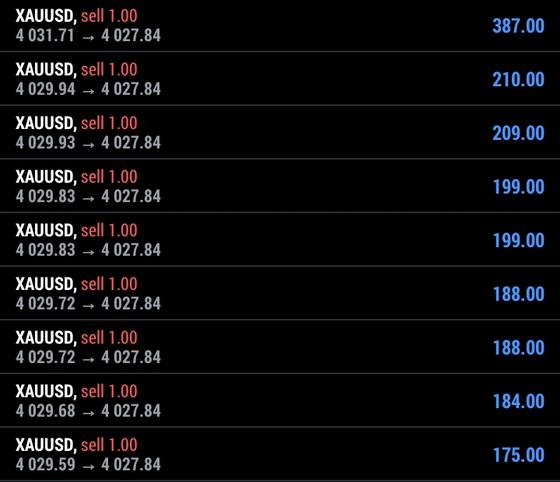 XAUUSD, sell 1.00
4 031.71 → 4 027.84
387.00
XAUUSD, sell 1.00
4 029.94 → 4 027.84
210.00
XAUUSD, sell 1.00
4 029.93 → 4 027.84
209.00
XAUUSD, sell 1.00
4 029.83 → 4 027.84
199.00
XAUUSD, sell 1.00
4 029.83 → 4 027.84
199.00
XAUUSD, sell 1.00
4 029.72 → 4 027.84
188.00
XAUUSD, sell 1.00
4 029.72 → 4 027.84
188.00
XAUUSD, sell 1.00
4 029.68 → 4 027.84
184.00
XAUUSD, sell 1.00
4 029.59 → 4 027.84
175.00